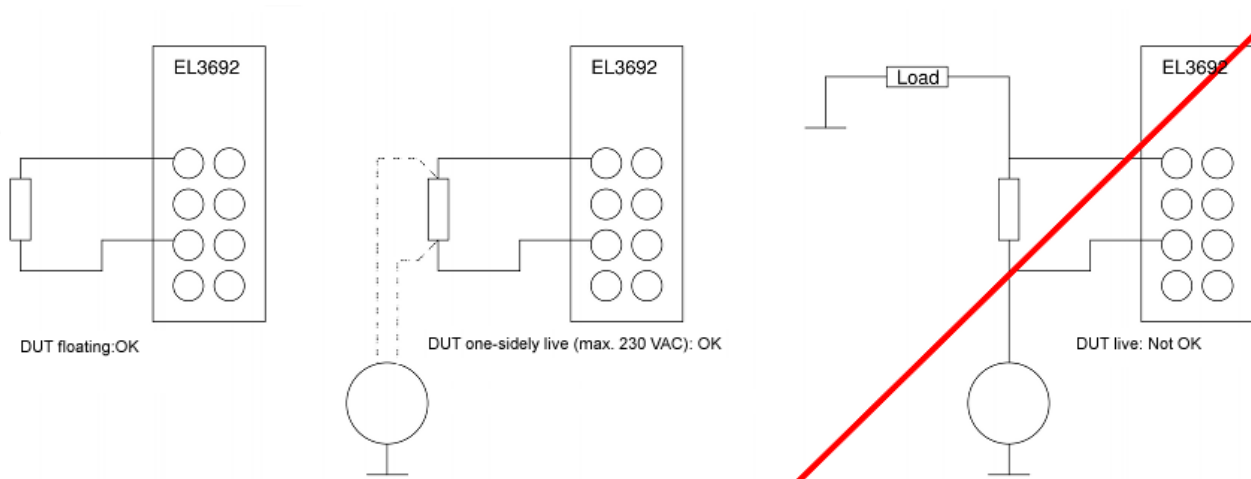 EL3692
EL3692
EL3692
Load
DUT floating:OK
DUT one-sidely live (max. 230 VAC): OK
DUT live: Not OK